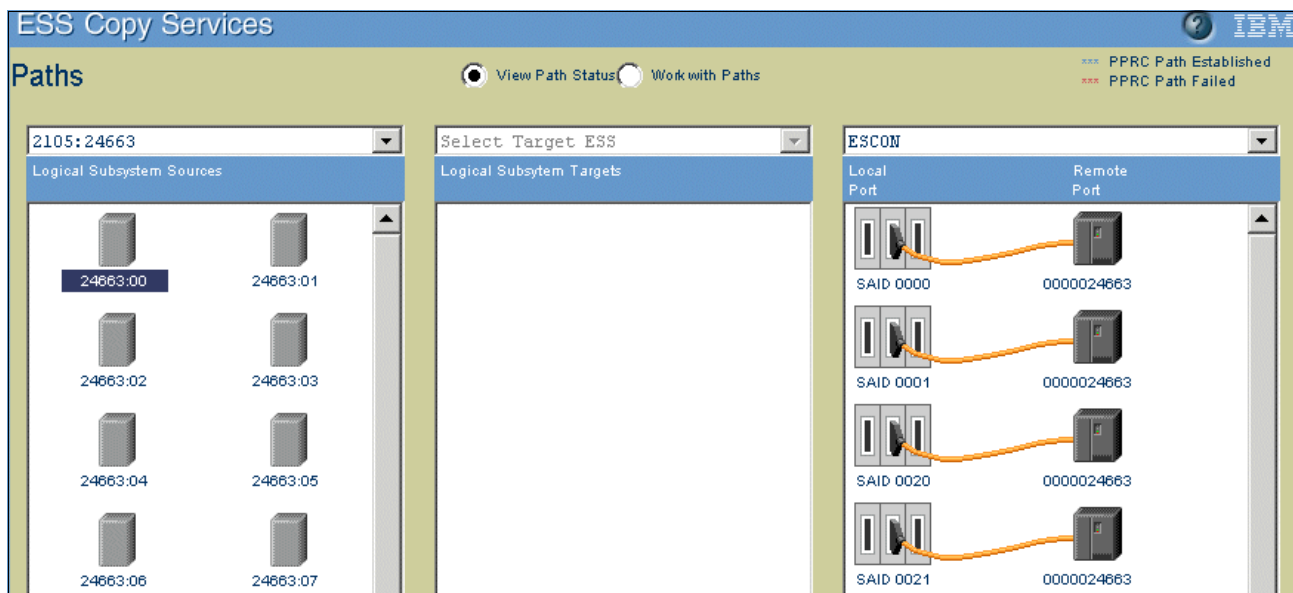 ESS Copy Services
IBM
Paths
View Path Status
Work with Paths
xxx PPRC Path Established
xxx PPRC Path Failed
2105:24663
Logical Subsystem Sources
24663:00 24663:01
24663:02 24663:03
24663:04 24663:05
24663:06 24663:07
Select Target ESS
Logical Subsytem Targets
ESCON
Local Port
Remote Port
SAID 0000 0000024663
SAID 0001 0000024663
SAID 0020 0000024663
SAID 0021 0000024663